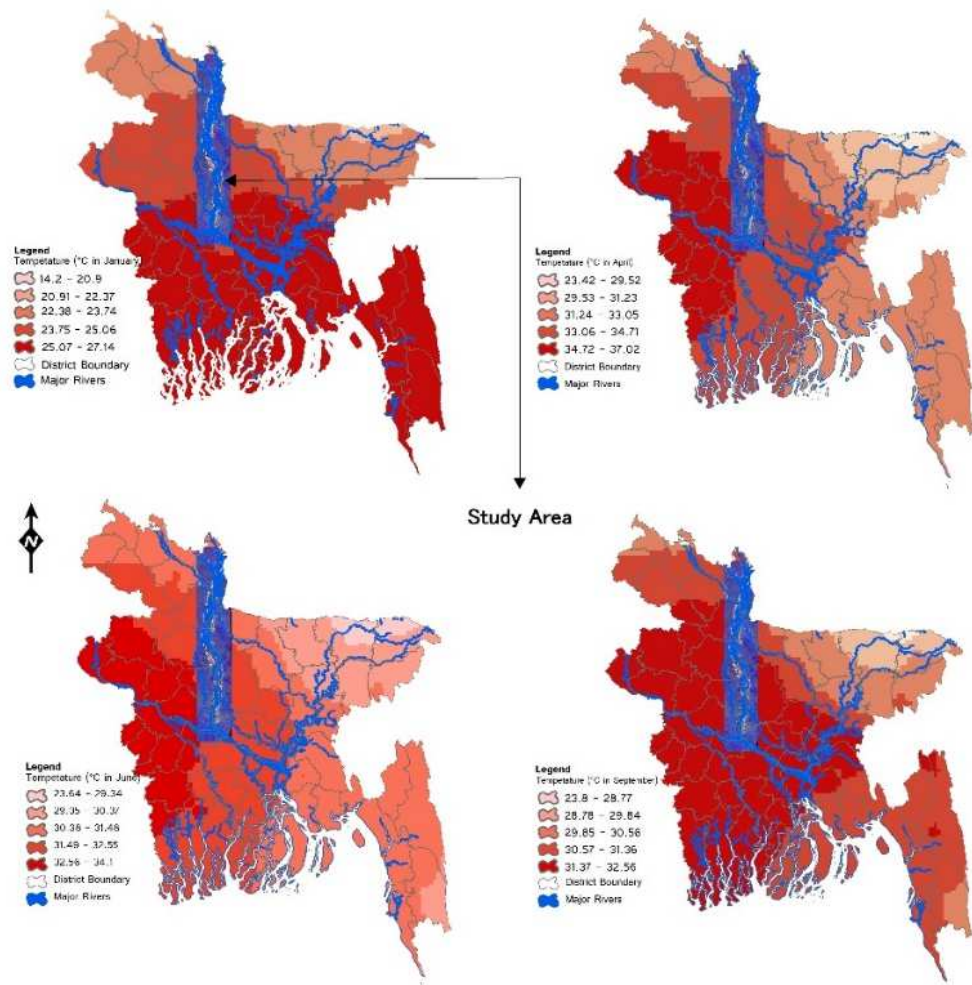 Legend
Tempetature (°C in January)
14.2 - 20.9
20.91 - 22.37
22.38 - 23.74
23.75 - 25.06
25.07 - 27.14
District Boundary
Major Rivers
Legend
Tempetature (°C in April)
23.42 - 29.52
29.53 - 31.23
31.24 - 33.05
33.06 - 34.71
34.72 - 37.02
District Boundary
Major Rivers
Study Area
N
Legend
Tempetature (°C in June)
23.64 - 29.34
29.35 - 30.37
30.38 - 31.48
31.49 - 32.55
32.56 - 34.1
District Boundary
Major Rivers
Legend
Tempetature (°C in September)
23.8 - 28.77
28.78 - 29.84
29.85 - 30.56
30.57 - 31.36
31.37 - 32.56
District Boundary
Major Rivers